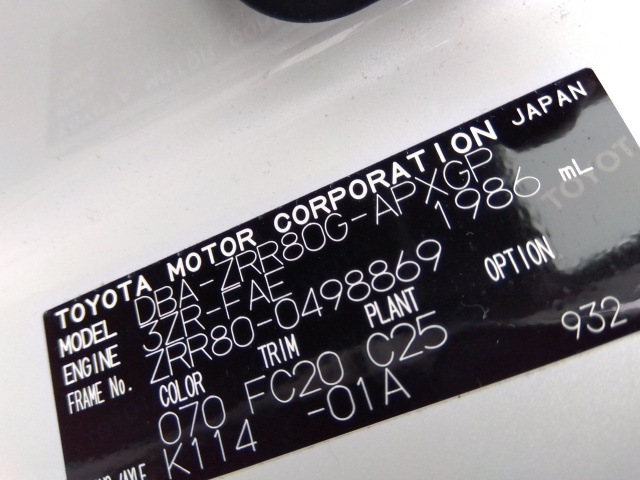 TOYOTA MOTOR CORPORATION JAPAN
MODEL DBA-ZRR80G-APXGP
ENGINE 3ZR-FAE 1986 mL
FRAME No. ZRR80-0498869
COLOR TRIM PLANT OPTION
070 FC20 C25 932
K114 -01A